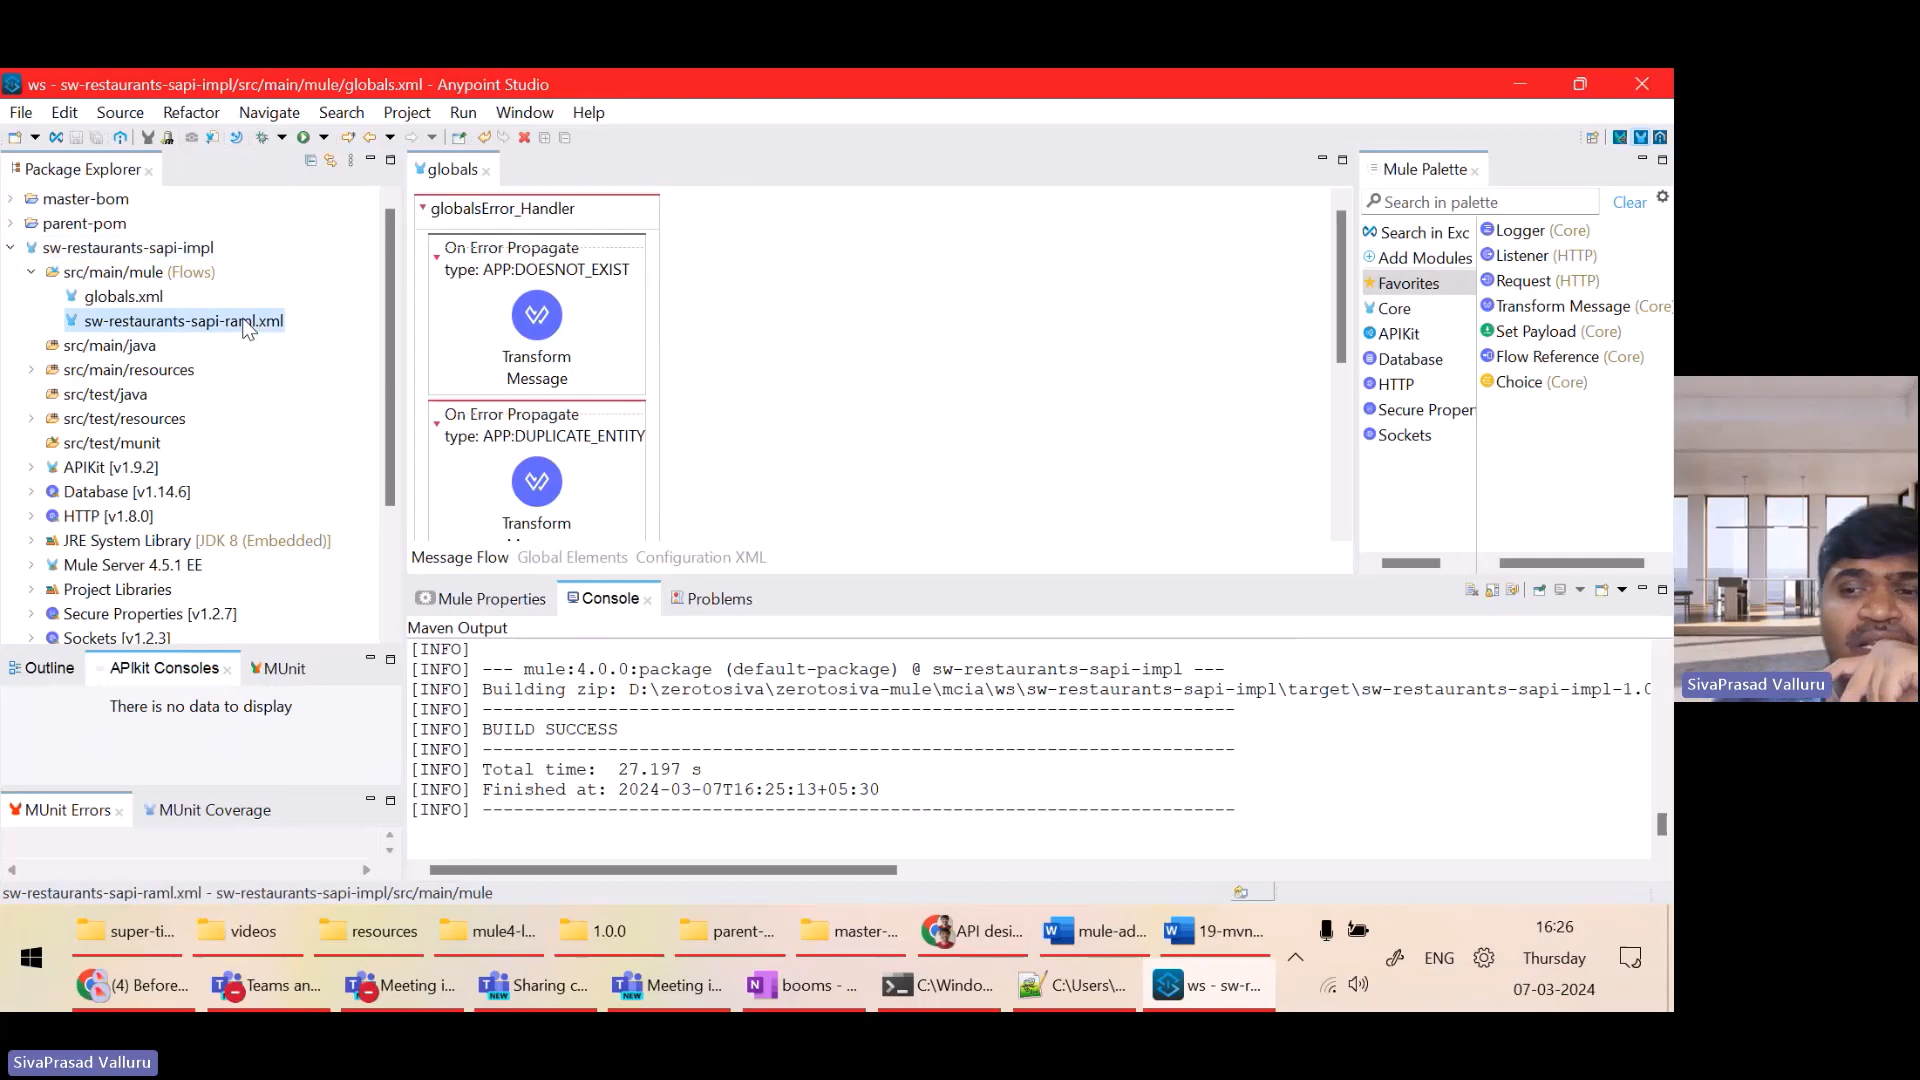 ws - sw-restaurants-sapi-impl/src/main/mule/globals.xml - Anypoint Studio
File Edit Source Refactor Navigate Search Project Run Window Help
Package Explorer
master-bom
parent-pom
sw-restaurants-sapi-impl
src/main/mule (Flows)
globals.xml
sw-restaurants-sapi-raml.xml
src/main/java
src/main/resources
src/test/java
src/test/resources
src/test/munit
APIKit [v1.9.2]
Database [v1.14.6]
HTTP [v1.8.0]
JRE System Library [JDK 8 (Embedded)]
Mule Server 4.5.1 EE
Project Libraries
Secure Properties [v1.2.7]
Sockets [v1.2.3]
globals
globalsError_Handler
On Error Propagate
type: APP:DOESNOT_EXIST
Transform
Message
On Error Propagate
type: APP:DUPLICATE_ENTITY
Transform
Message Flow Global Elements Configuration XML
Mule Palette
Search in palette Clear
Search in Exc
Add Modules
Favorites
Core
APIKit
Database
HTTP
Secure Proper
Sockets
Logger (Core)
Listener (HTTP)
Request (HTTP)
Transform Message (Core)
Set Payload (Core)
Flow Reference (Core)
Choice (Core)
Mule Properties Console Problems
Maven Output
[INFO]
[INFO] --- mule:4.0.0:package (default-package) @ sw-restaurants-sapi-impl ---
[INFO] Building zip: D:\zerotosiva\zerotosiva-mule\mcia\ws\sw-restaurants-sapi-impl\target\sw-restaurants-sapi-impl-1.0
[INFO] ------------------------------------------------------------------------
[INFO] BUILD SUCCESS
[INFO] ------------------------------------------------------------------------
[INFO] Total time: 27.197 s
[INFO] Finished at: 2024-03-07T16:25:13+05:30
[INFO] ------------------------------------------------------------------------
Outline APIkit Consoles MUnit
There is no data to display
MUnit Errors MUnit Coverage
sw-restaurants-sapi-raml.xml - sw-restaurants-sapi-impl/src/main/mule
super-ti... videos resources mule4-l... 1.0.0 parent-... master-... API desi... mule-ad... 19-mvn...
(4) Before... Teams an... Meeting i... Sharing c... Meeting i... booms - ... C:\Windo... C:\Users\... ws - sw-r...
16:26
ENG Thursday
07-03-2024
SivaPrasad Valluru
SivaPrasad Valluru